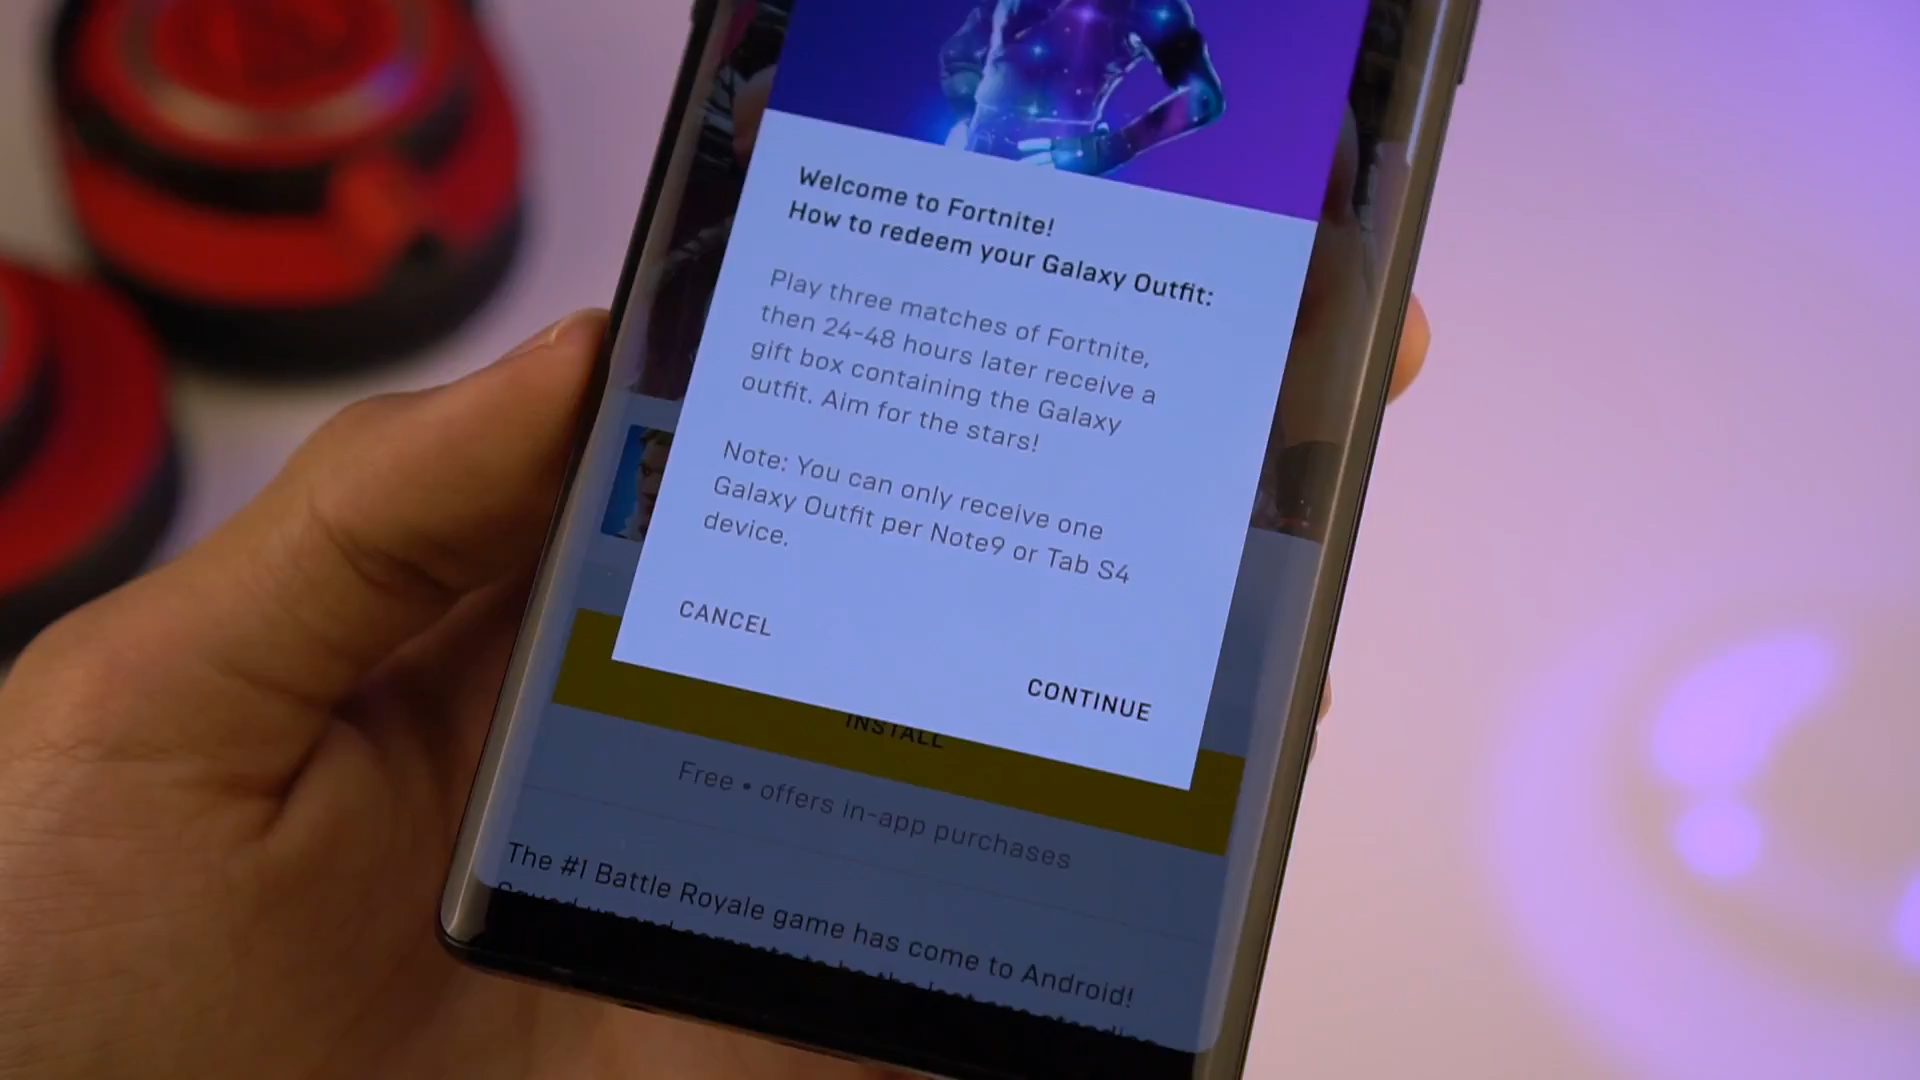 Welcome to Fortnite!
How to redeem your Galaxy Outfit:
Play three matches of Fortnite,
then 24-48 hours later receive a
gift box containing the Galaxy
outfit. Aim for the stars!
Note: You can only receive one
Galaxy Outfit per Note9 or Tab S4
device.
CANCEL
CONTINUE
INSTALL
Free • offers in-app purchases
The #1 Battle Royale game has come to Android!